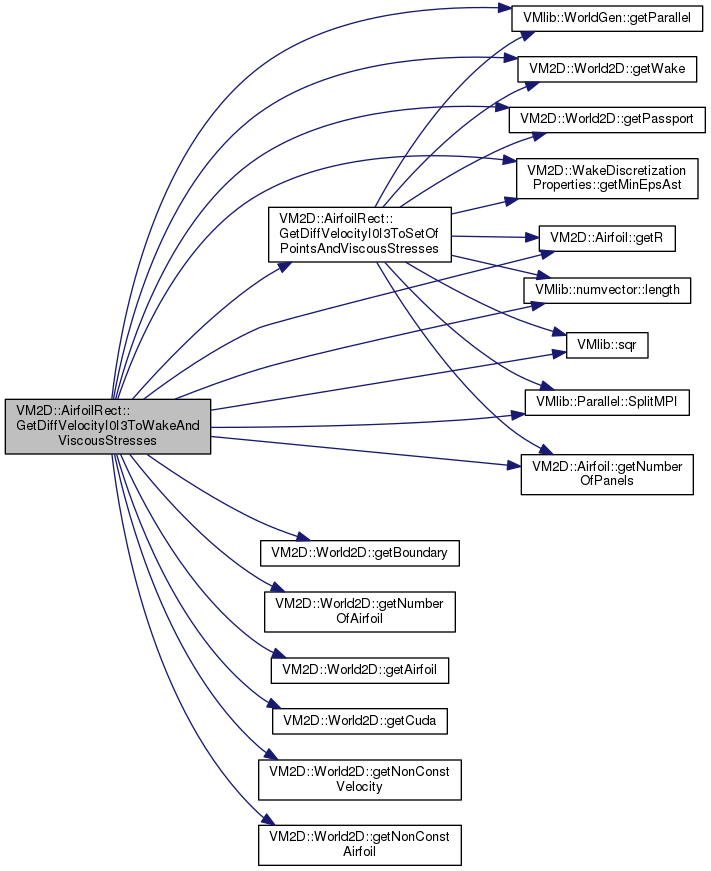 VMlib::WorldGen::getParallel
VM2D::World2D::getWake
VM2D::World2D::getPassport
VM2D::WakeDiscretization
Properties::getMinEpsAst
VM2D::AirfoilRect::
GetDiffVelocityI0I3ToSetOf
PointsAndViscousStresses
VM2D::Airfoil::getR
VMlib::numvector::length
VMlib::sqr
VMlib::Parallel::SplitMPI
VM2D::AirfoilRect::
GetDiffVelocityI0I3ToWakeAnd
ViscousStresses
VM2D::Airfoil::getNumber
OfPanels
VM2D::World2D::getBoundary
VM2D::World2D::getNumber
OfAirfoil
VM2D::World2D::getAirfoil
VM2D::World2D::getCuda
VM2D::World2D::getNonConst
Velocity
VM2D::World2D::getNonConst
Airfoil